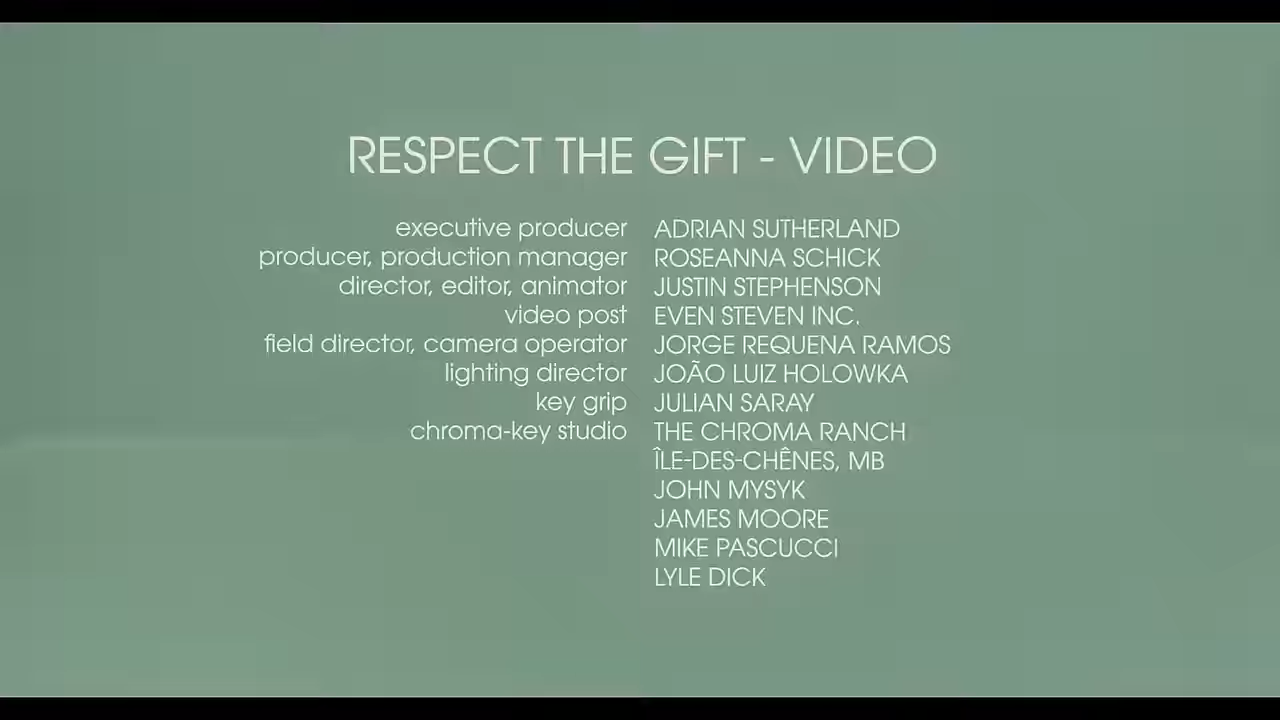 RESPECT THE GIFT - VIDEO
executive producer ADRIAN SUTHERLAND
producer, production manager ROSEANNA SCHICK
director, editor, animator JUSTIN STEPHENSON
video post EVEN STEVEN INC.
field director, camera operator JORGE REQUENA RAMOS
lighting director JOÃO LUIZ HOLOWKA
key grip JULIAN SARAY
chroma-key studio THE CHROMA RANCH
ÎLE-DES-CHÊNES, MB
JOHN MYSYK
JAMES MOORE
MIKE PASCUCCI
LYLE DICK